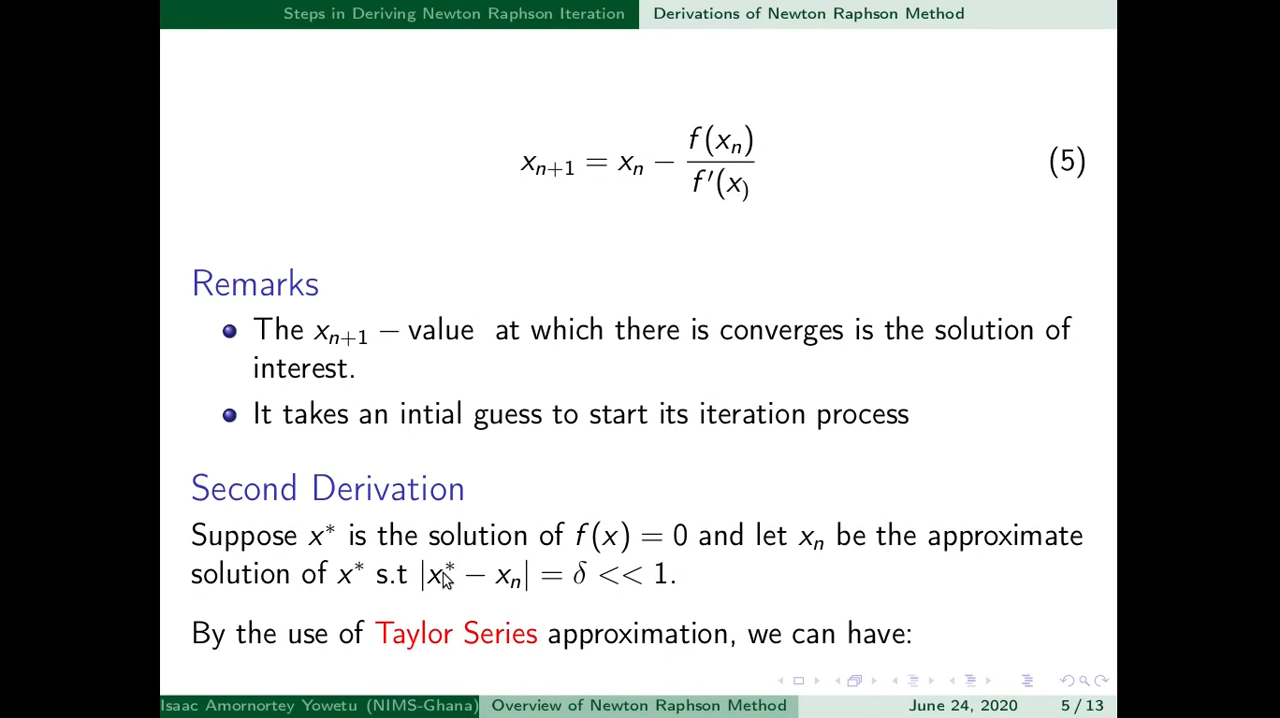 Steps in Deriving Newton Raphson Iteration Derivations of Newton Raphson Method
xₙ₊₁ = xₙ − f(xₙ) / f′(x) (5)
Remarks
The xₙ₊₁ − value at which there is converges is the solution of
interest.
It takes an intial guess to start its iteration process
Second Derivation
Suppose x* is the solution of f(x) = 0 and let xₙ be the approximate
solution of x* s.t |x* − xₙ| = δ << 1.
By the use of Taylor Series approximation, we can have:
Isaac Amornortey Yowetu (NIMS-Ghana) Overview of Newton Raphson Method June 24, 2020 5 / 13